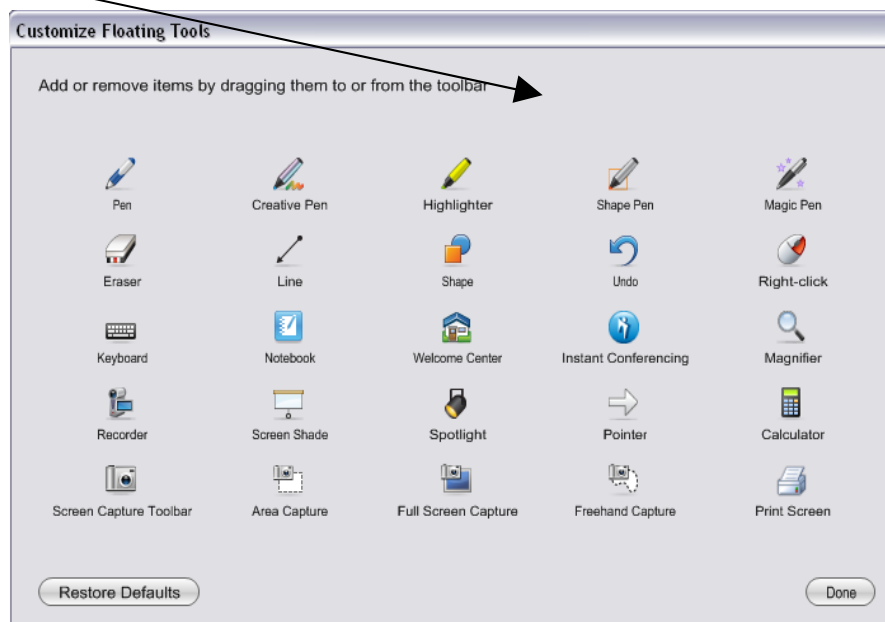 Customize Floating Tools
Add or remove items by dragging them to or from the toolbar
Pen Creative Pen Highlighter Shape Pen Magic Pen
Eraser Line Shape Undo Right-click
Keyboard Notebook Welcome Center Instant Conferencing Magnifier
Recorder Screen Shade Spotlight Pointer Calculator
Screen Capture Toolbar Area Capture Full Screen Capture Freehand Capture Print Screen
Restore Defaults Done